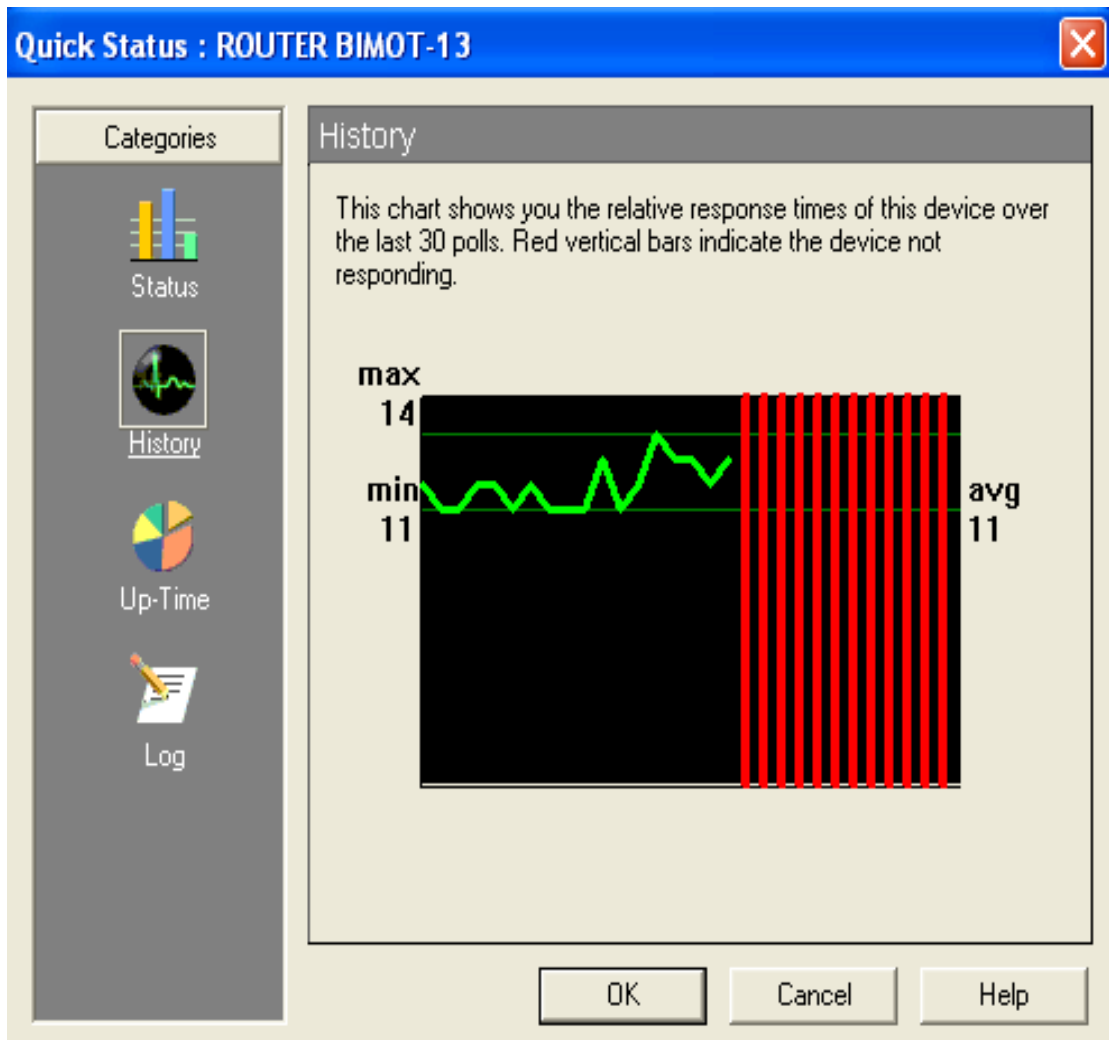 Quick Status : ROUTER BIMOT-13
Categories
Status
History
Up-Time
Log
History
This chart shows you the relative response times of this device over
the last 30 polls. Red vertical bars indicate the device not
responding.
max
14
min
11
avg
11
OK
Cancel
Help